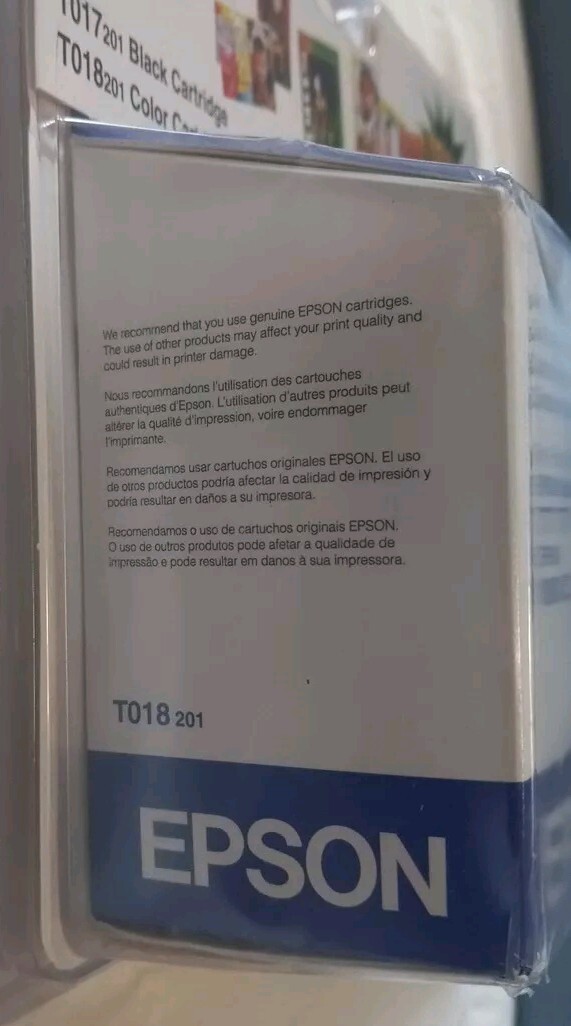 T017201 Black Cartridge
T018201 Color
We recommend that you use genuine EPSON cartridges.
The use of other products may affect your print quality and
could result in printer damage.
Nous recommandons l'utilisation des cartouches
authentiques d'Epson. L'utilisation d'autres produits peut
altérer la qualité d'impression, voire endommager
l'imprimante.
Recomendamos usar cartuchos originales EPSON. El uso
de otros productos podría afectar la calidad de impresión y
podría resultar en daños a su impresora.
Recomendamos o uso de cartuchos originais EPSON.
O uso de outros produtos pode afetar a qualidade de
impressão e pode resultar em danos à sua impressora.
T018 201
EPSON